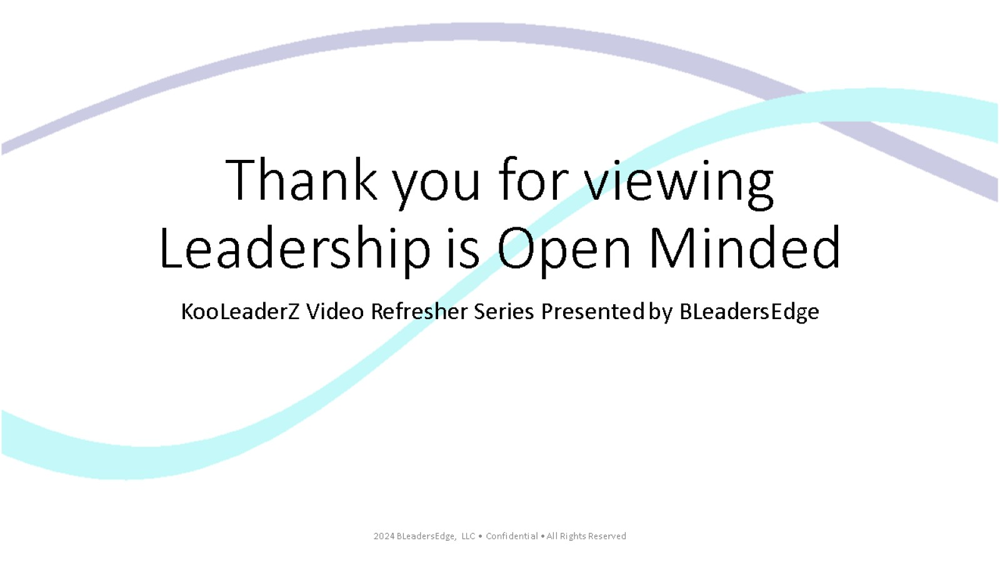 Thank you for viewing
Leadership is Open Minded
KooLeaderZ Video Refresher Series Presented by BLeadersEdge
2024 BLeadersEdge, LLC • Confidential • All Rights Reserved